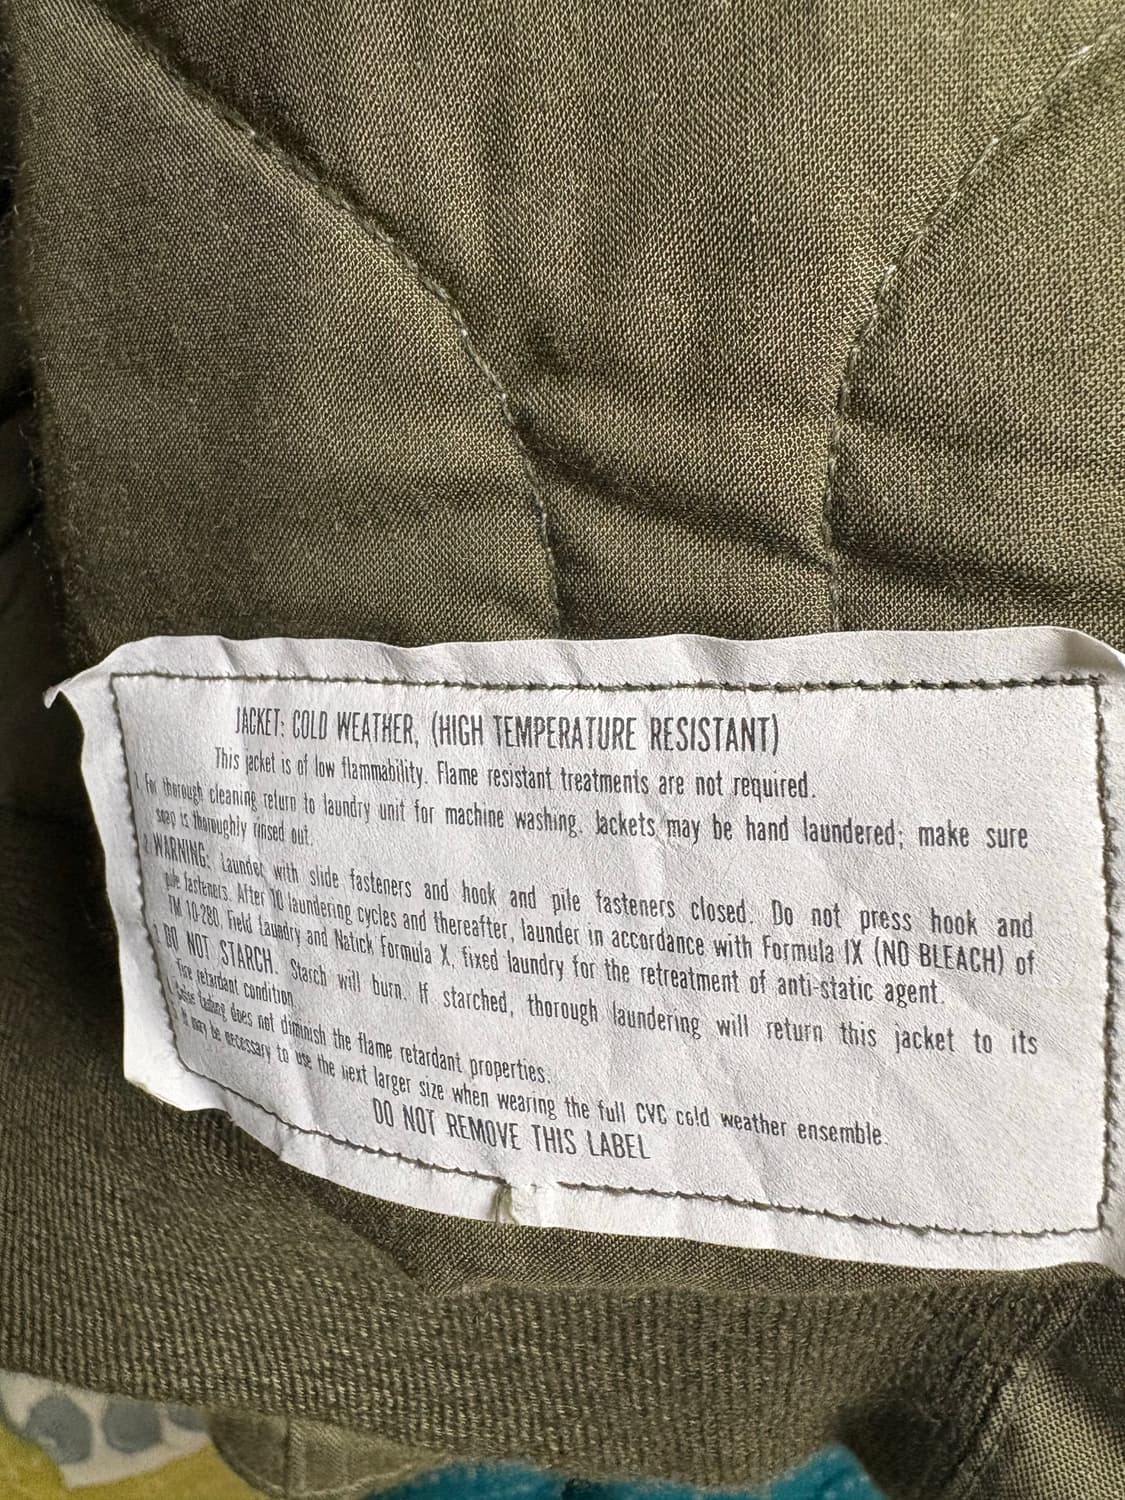 JACKET: COLD WEATHER, (HIGH TEMPERATURE RESISTANT)
This jacket is of low flammability. Flame resistant treatments are not required.
1. For thorough cleaning return to laundry unit for machine washing. Jackets may be hand laundered; make sure
soap is thoroughly rinsed out.
2. WARNING: Launder with slide fasteners and hook and pile fasteners closed. Do not press hook and
pile fasteners. After 10 laundering cycles and thereafter, launder in accordance with Formula IX (NO BLEACH) of
TM 10-280, Field Laundry and Natick Formula X, fixed laundry for the retreatment of anti-static agent.
DO NOT STARCH. Starch will burn. If starched, thorough laundering will return this jacket to its
fire retardant condition.
fading does not diminish the flame retardant properties.
It may be necessary to use the next larger size when wearing the full CVC cold weather ensemble.
DO NOT REMOVE THIS LABEL